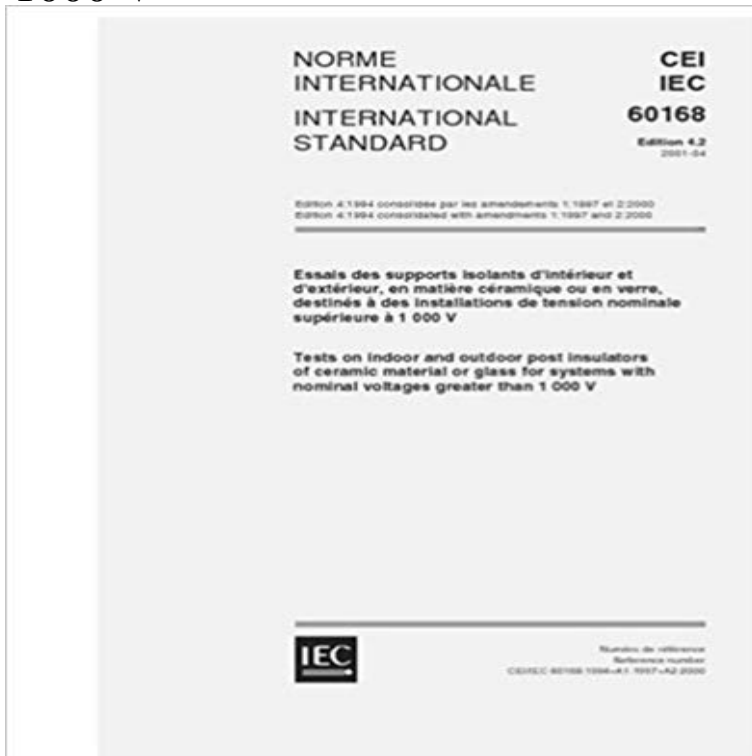 NORME
INTERNATIONALE
INTERNATIONAL
STANDARD
CEI
IEC
60168
Edition 4.2
2001-04
Edition 4:1994 consolidée par les amendements 1:1997 et 2:2000
Edition 4:1994 consolidated with amendments 1:1997 and 2:2000
Essais des supports isolants d'intérieur et
d'extérieur, en matière céramique ou en verre,
destinés à des installations de tension nominale
supérieure à 1 000 V
Tests on indoor and outdoor post insulators
of ceramic material or glass for systems with
nominal voltages greater than 1 000 V
IEC
Numéro de référence
Reference number
CEI/IEC 60168:1994+A1:1997+A2:2000